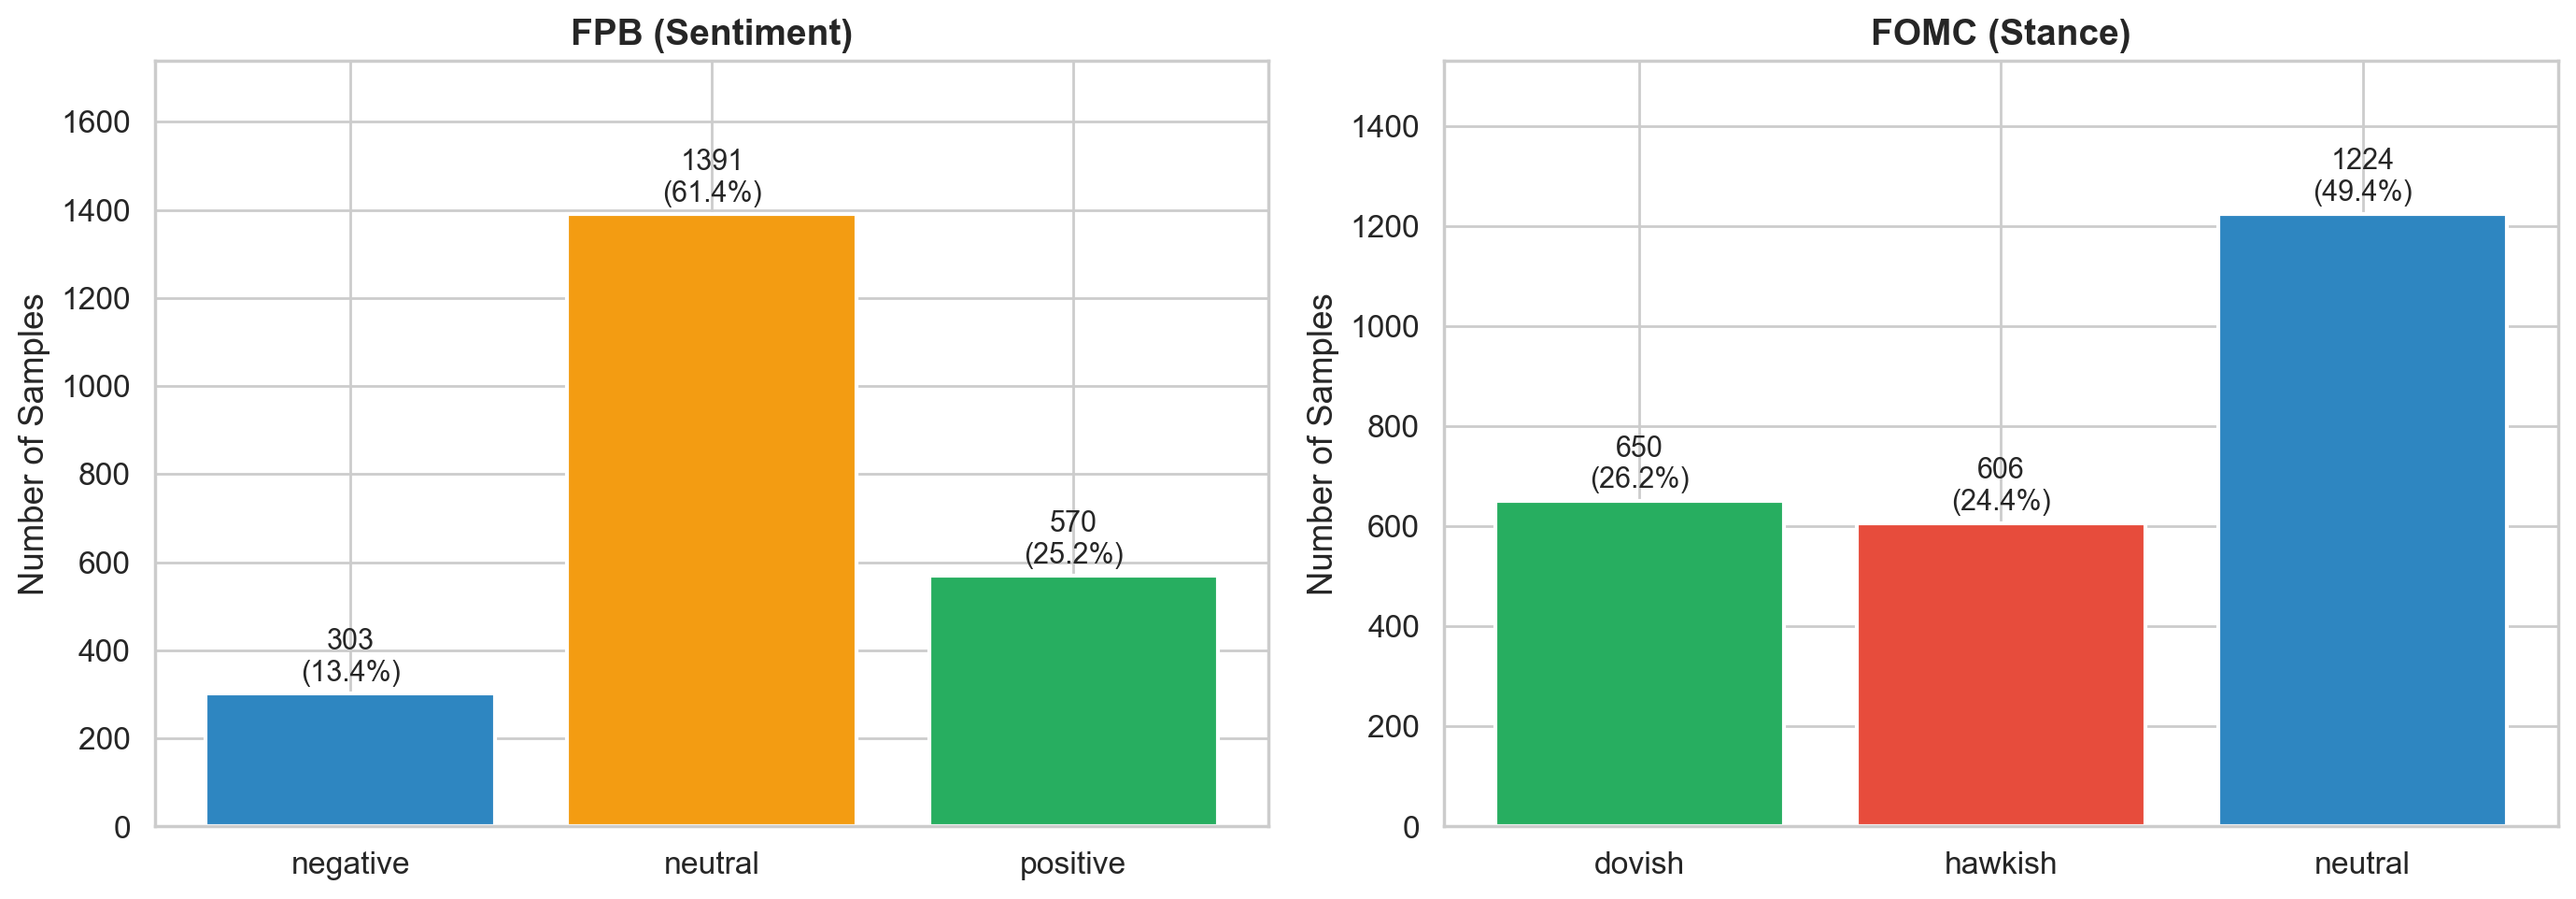 FPB (Sentiment)
Number of Samples
1600
1400
1200
1000
800
600
400
200
0
303
(13.4%)
1391
(61.4%)
570
(25.2%)
negative
neutral
positive
FOMC (Stance)
Number of Samples
1400
1200
1000
800
600
400
200
0
650
(26.2%)
606
(24.4%)
1224
(49.4%)
dovish
hawkish
neutral